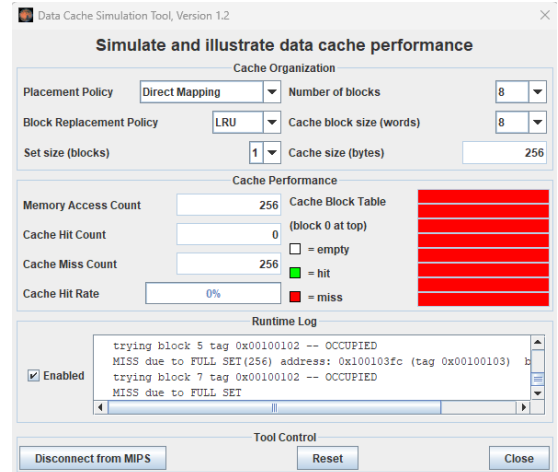 Data Cache Simulation Tool, Version 1.2
Simulate and illustrate data cache performance
Cache Organization
Placement Policy Direct Mapping Number of blocks 8
Block Replacement Policy LRU Cache block size (words) 8
Set size (blocks) 1 Cache size (bytes) 256
Cache Performance
Memory Access Count 256 Cache Block Table
(block 0 at top)
Cache Hit Count 0
= empty
Cache Miss Count 256
= hit
Cache Hit Rate 0% = miss
Runtime Log
Enabled
trying block 5 tag 0x00100102 -- OCCUPIED
MISS due to FULL SET(256) address: 0x100103fc (tag 0x00100103) b
trying block 7 tag 0x00100102 -- OCCUPIED
MISS due to FULL SET
Tool Control
Disconnect from MIPS Reset Close